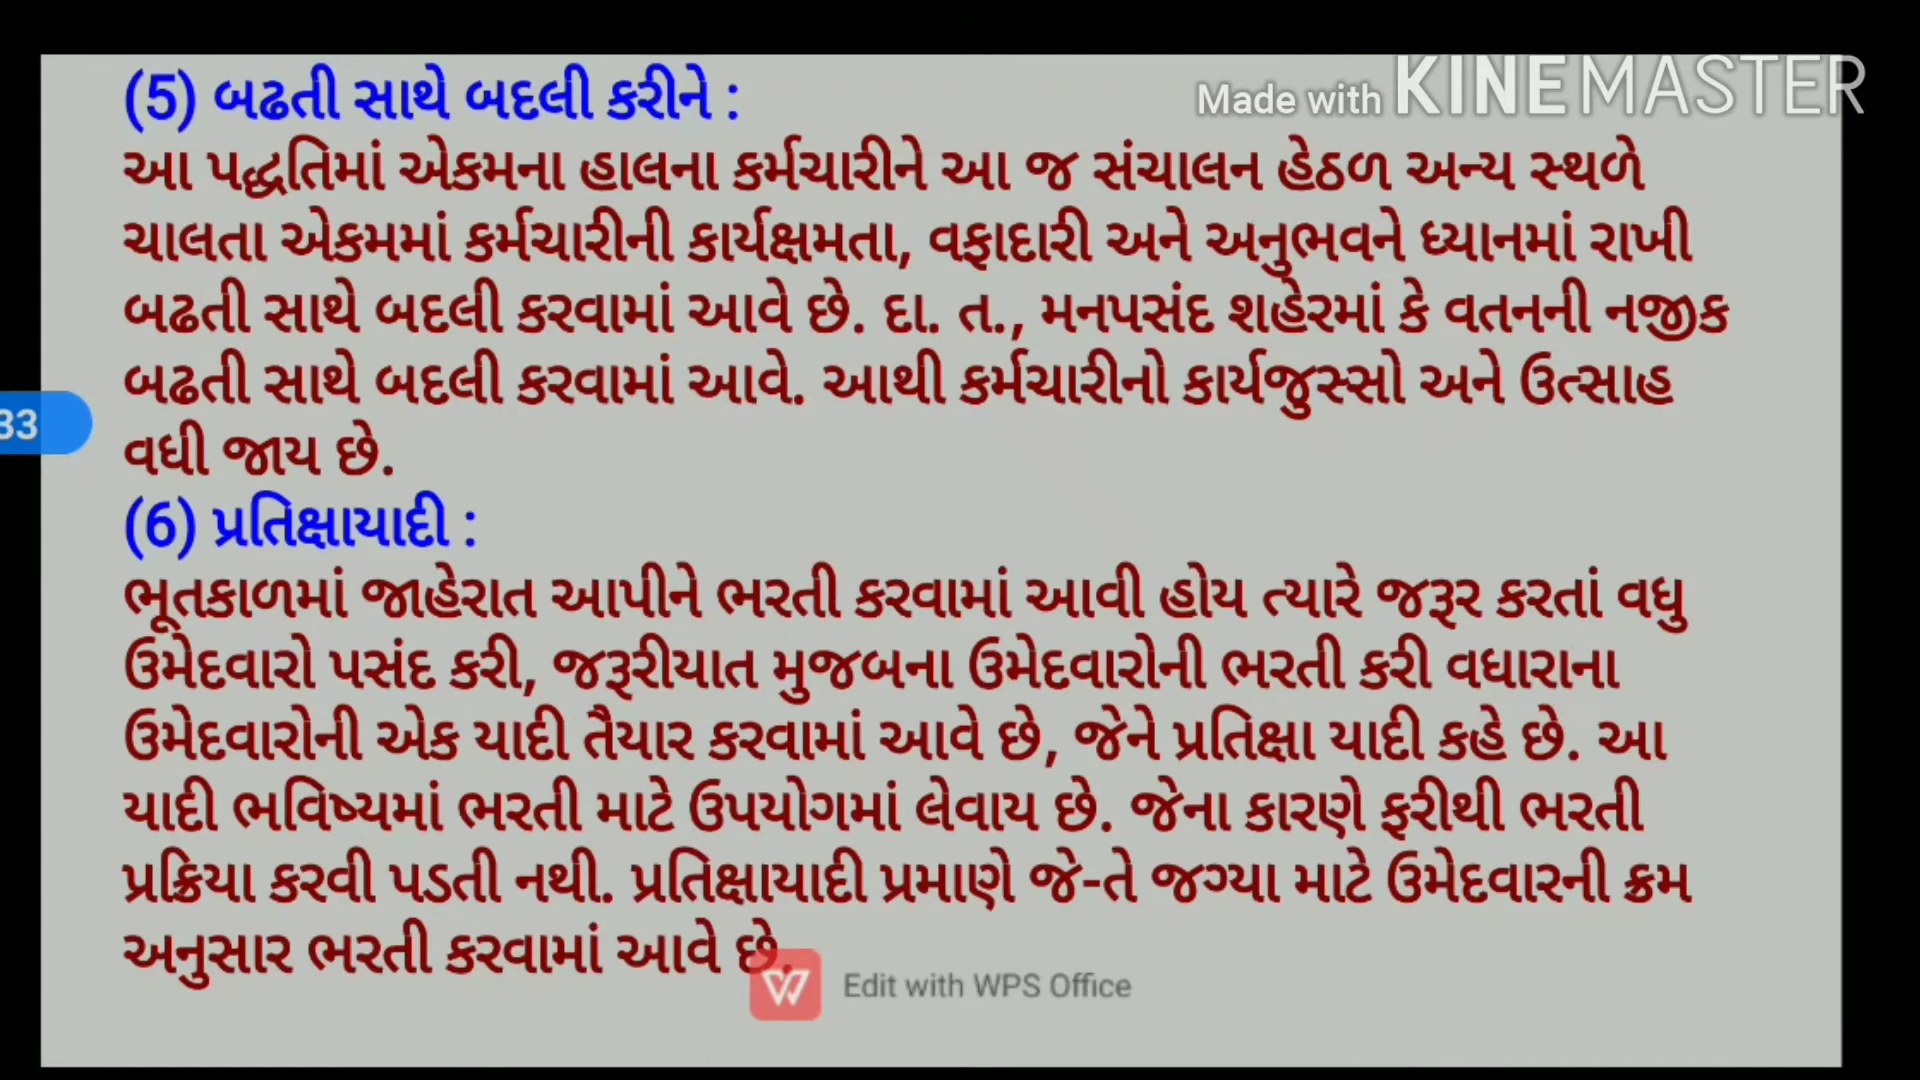 (5) બઢતી સાથે બદલી કરીને :
Made with KINEMASTER
આ પદ્ધતિમાં એકમના હાલના કર્મચારીને આ જ સંચાલન હેઠળ અન્ય સ્થળે
ચાલતા એકમમાં કર્મચારીની કાર્યક્ષમતા, વફાદારી અને અનુભવને ધ્યાનમાં રાખી
બઢતી સાથે બદલી કરવામાં આવે છે. દા. ત., મનપસંદ શહેરમાં કે વતનની નજીક
બઢતી સાથે બદલી કરવામાં આવે. આથી કર્મચારીનો કાર્યજુસ્સો અને ઉત્સાહ
33
વધી જાય છે.
(6) પ્રતિક્ષાયાદી :
ભૂતકાળમાં જાહેરાત આપીને ભરતી કરવામાં આવી હોય ત્યારે જરૂર કરતાં વધુ
ઉમેદવારો પસંદ કરી, જરૂરીયાત મુજબના ઉમેદવારોની ભરતી કરી વધારાના
ઉમેદવારોની એક યાદી તૈયાર કરવામાં આવે છે, જેને પ્રતિક્ષા યાદી કહે છે. આ
યાદી ભવિષ્યમાં ભરતી માટે ઉપયોગમાં લેવાય છે. જેના કારણે ફરીથી ભરતી
પ્રક્રિયા કરવી પડતી નથી. પ્રતિક્ષાયાદી પ્રમાણે જે-તે જગ્યા માટે ઉમેદવારની ક્રમ
અનુસાર ભરતી કરવામાં આવે છે.
Edit with WPS Office